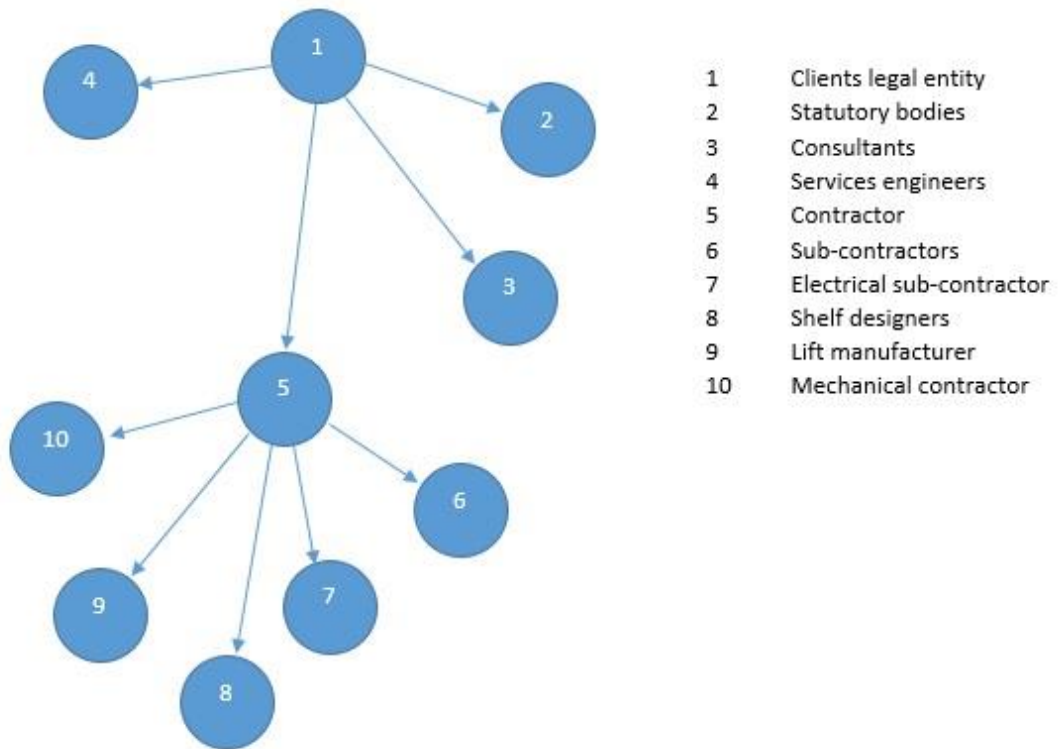 1
4
2
3
5
10
6
9
7
8
1 Clients legal entity
2 Statutory bodies
3 Consultants
4 Services engineers
5 Contractor
6 Sub-contractors
7 Electrical sub-contractor
8 Shelf designers
9 Lift manufacturer
10 Mechanical contractor